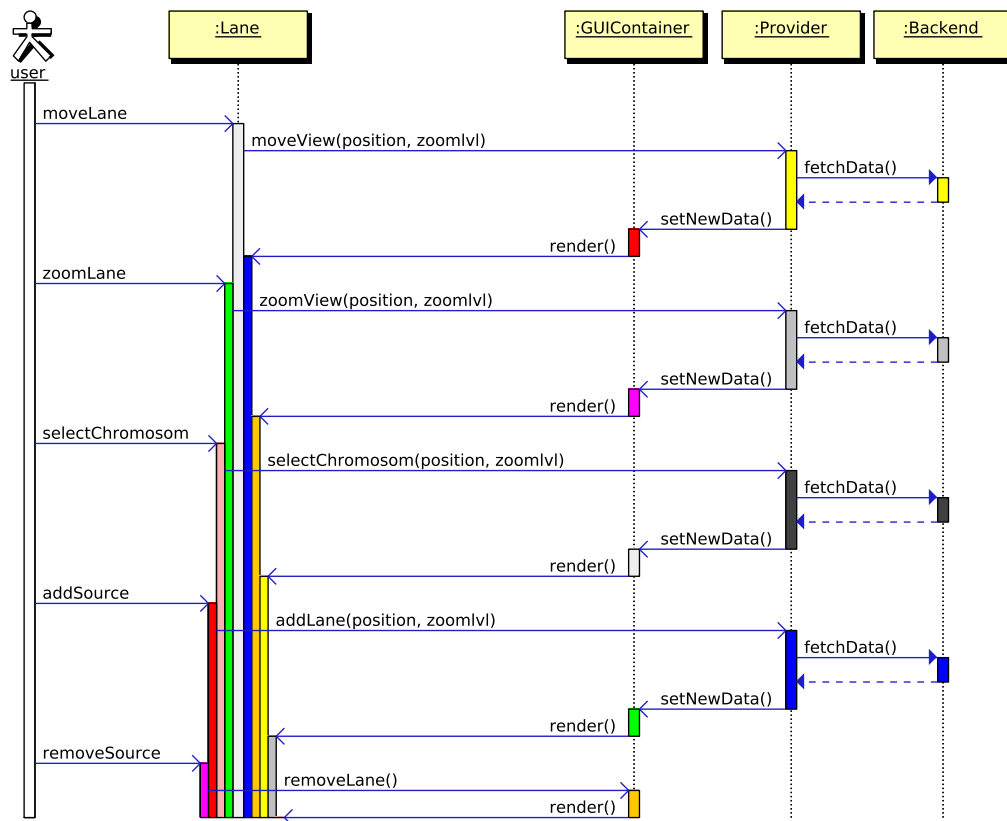 :Lane
:GUIContainer
:Provider
:Backend
user
moveLane
moveView(position, zoomlvl)
fetchData()
setNewData()
render()
zoomLane
zoomView(position, zoomlvl)
fetchData()
setNewData()
render()
selectChromosom
selectChromosom(position, zoomlvl)
fetchData()
setNewData()
render()
addSource
addLane(position, zoomlvl)
fetchData()
setNewData()
render()
removeSource
removeLane()
render()